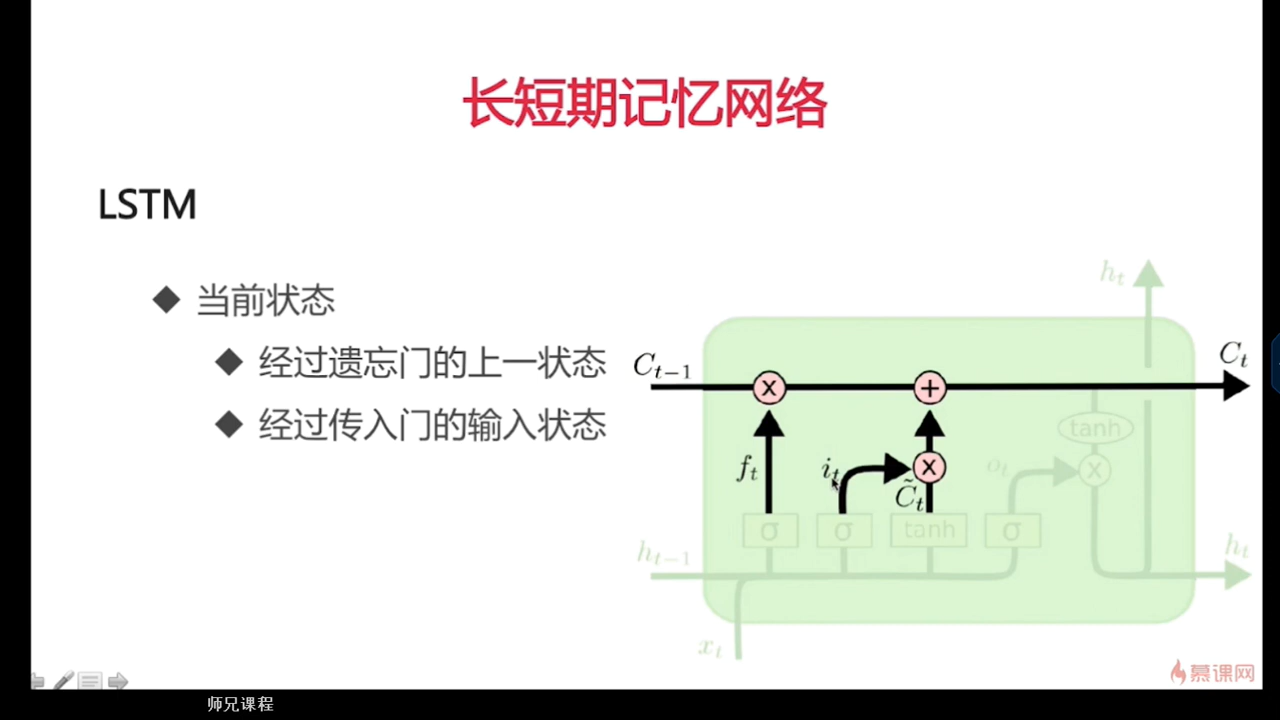 长短期记忆网络
LSTM
◆ 当前状态
◆ 经过遗忘门的上一状态
◆ 经过传入门的输入状态
h_t
C_{t-1}
C_t
x
+
tanh
f_t
i_t
x
o_t
x
C̃_t
σ
σ
tanh
σ
h_{t-1}
h_t
x_t
慕课网
师兄课程